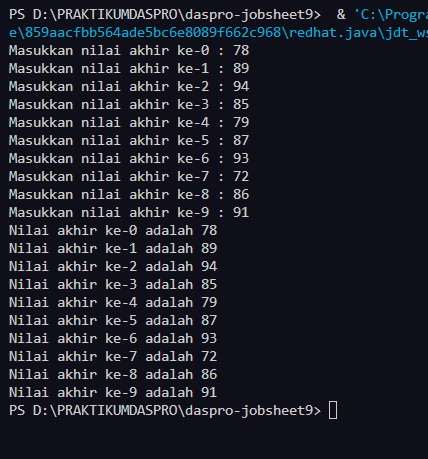 PS D:\PRAKTIKUMDASPRO\daspro-jobsheet9>  & 'C:\Progra
e\859aacfbb564ade5bc6e8089f662c968\redhat.java\jdt_ws
Masukkan nilai akhir ke-0 : 78
Masukkan nilai akhir ke-1 : 89
Masukkan nilai akhir ke-2 : 94
Masukkan nilai akhir ke-3 : 85
Masukkan nilai akhir ke-4 : 79
Masukkan nilai akhir ke-5 : 87
Masukkan nilai akhir ke-6 : 93
Masukkan nilai akhir ke-7 : 72
Masukkan nilai akhir ke-8 : 86
Masukkan nilai akhir ke-9 : 91
Nilai akhir ke-0 adalah 78
Nilai akhir ke-1 adalah 89
Nilai akhir ke-2 adalah 94
Nilai akhir ke-3 adalah 85
Nilai akhir ke-4 adalah 79
Nilai akhir ke-5 adalah 87
Nilai akhir ke-6 adalah 93
Nilai akhir ke-7 adalah 72
Nilai akhir ke-8 adalah 86
Nilai akhir ke-9 adalah 91
PS D:\PRAKTIKUMDASPRO\daspro-jobsheet9>